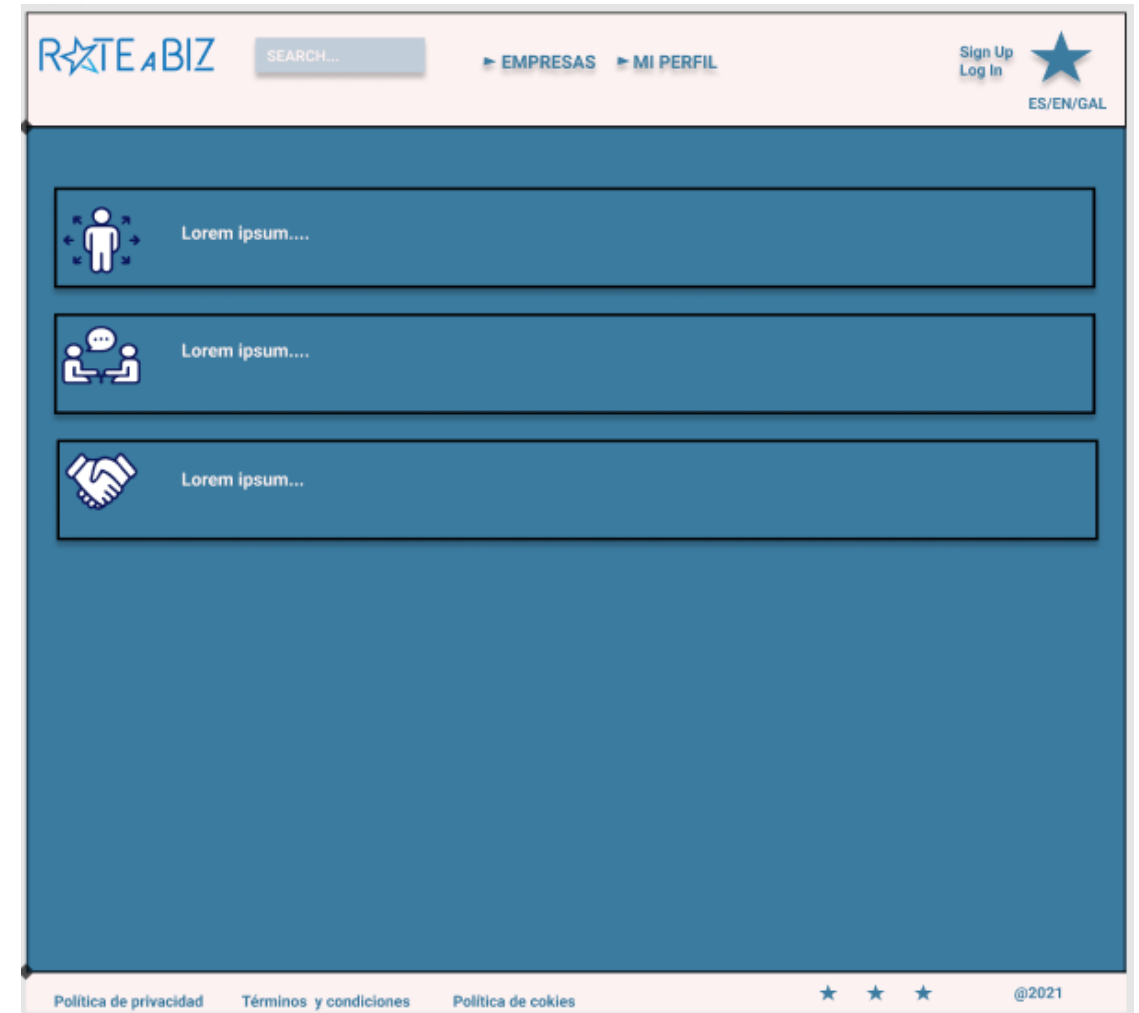 RATE A BIZ
SEARCH...
EMPRESAS
MI PERFIL
Sign Up
Log In
ES/EN/GAL
Lorem ipsum....
Lorem ipsum....
Lorem ipsum...
Política de privacidad
Términos y condiciones
Política de cokies
@2021